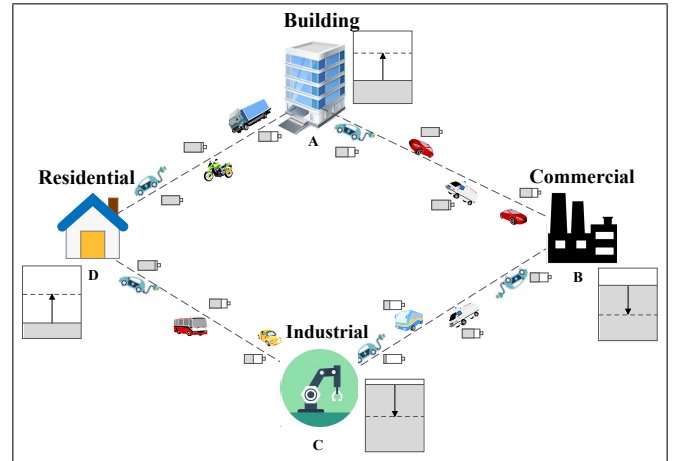 Building
A
Residential
Commercial
D
B
Industrial
C